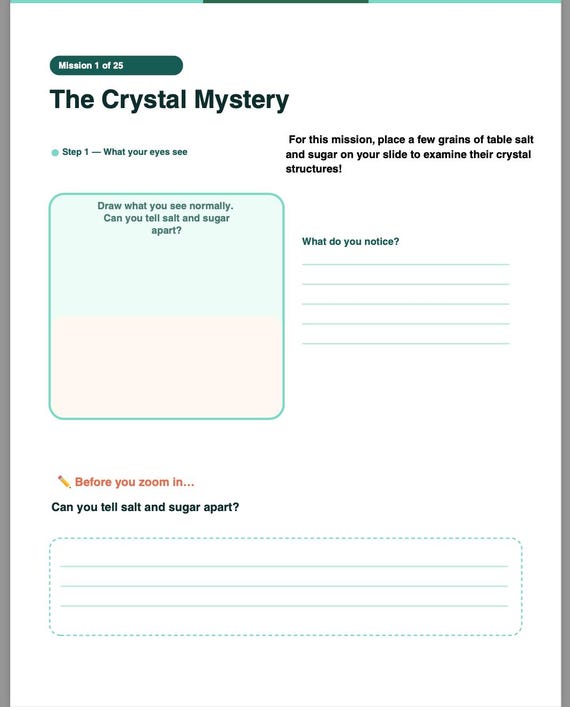 Mission 1 of 25
The Crystal Mystery
Step 1 — What your eyes see
For this mission, place a few grains of table salt
and sugar on your slide to examine their crystal
structures!
Draw what you see normally.
Can you tell salt and sugar
apart?
What do you notice?
✏️ Before you zoom in...
Can you tell salt and sugar apart?